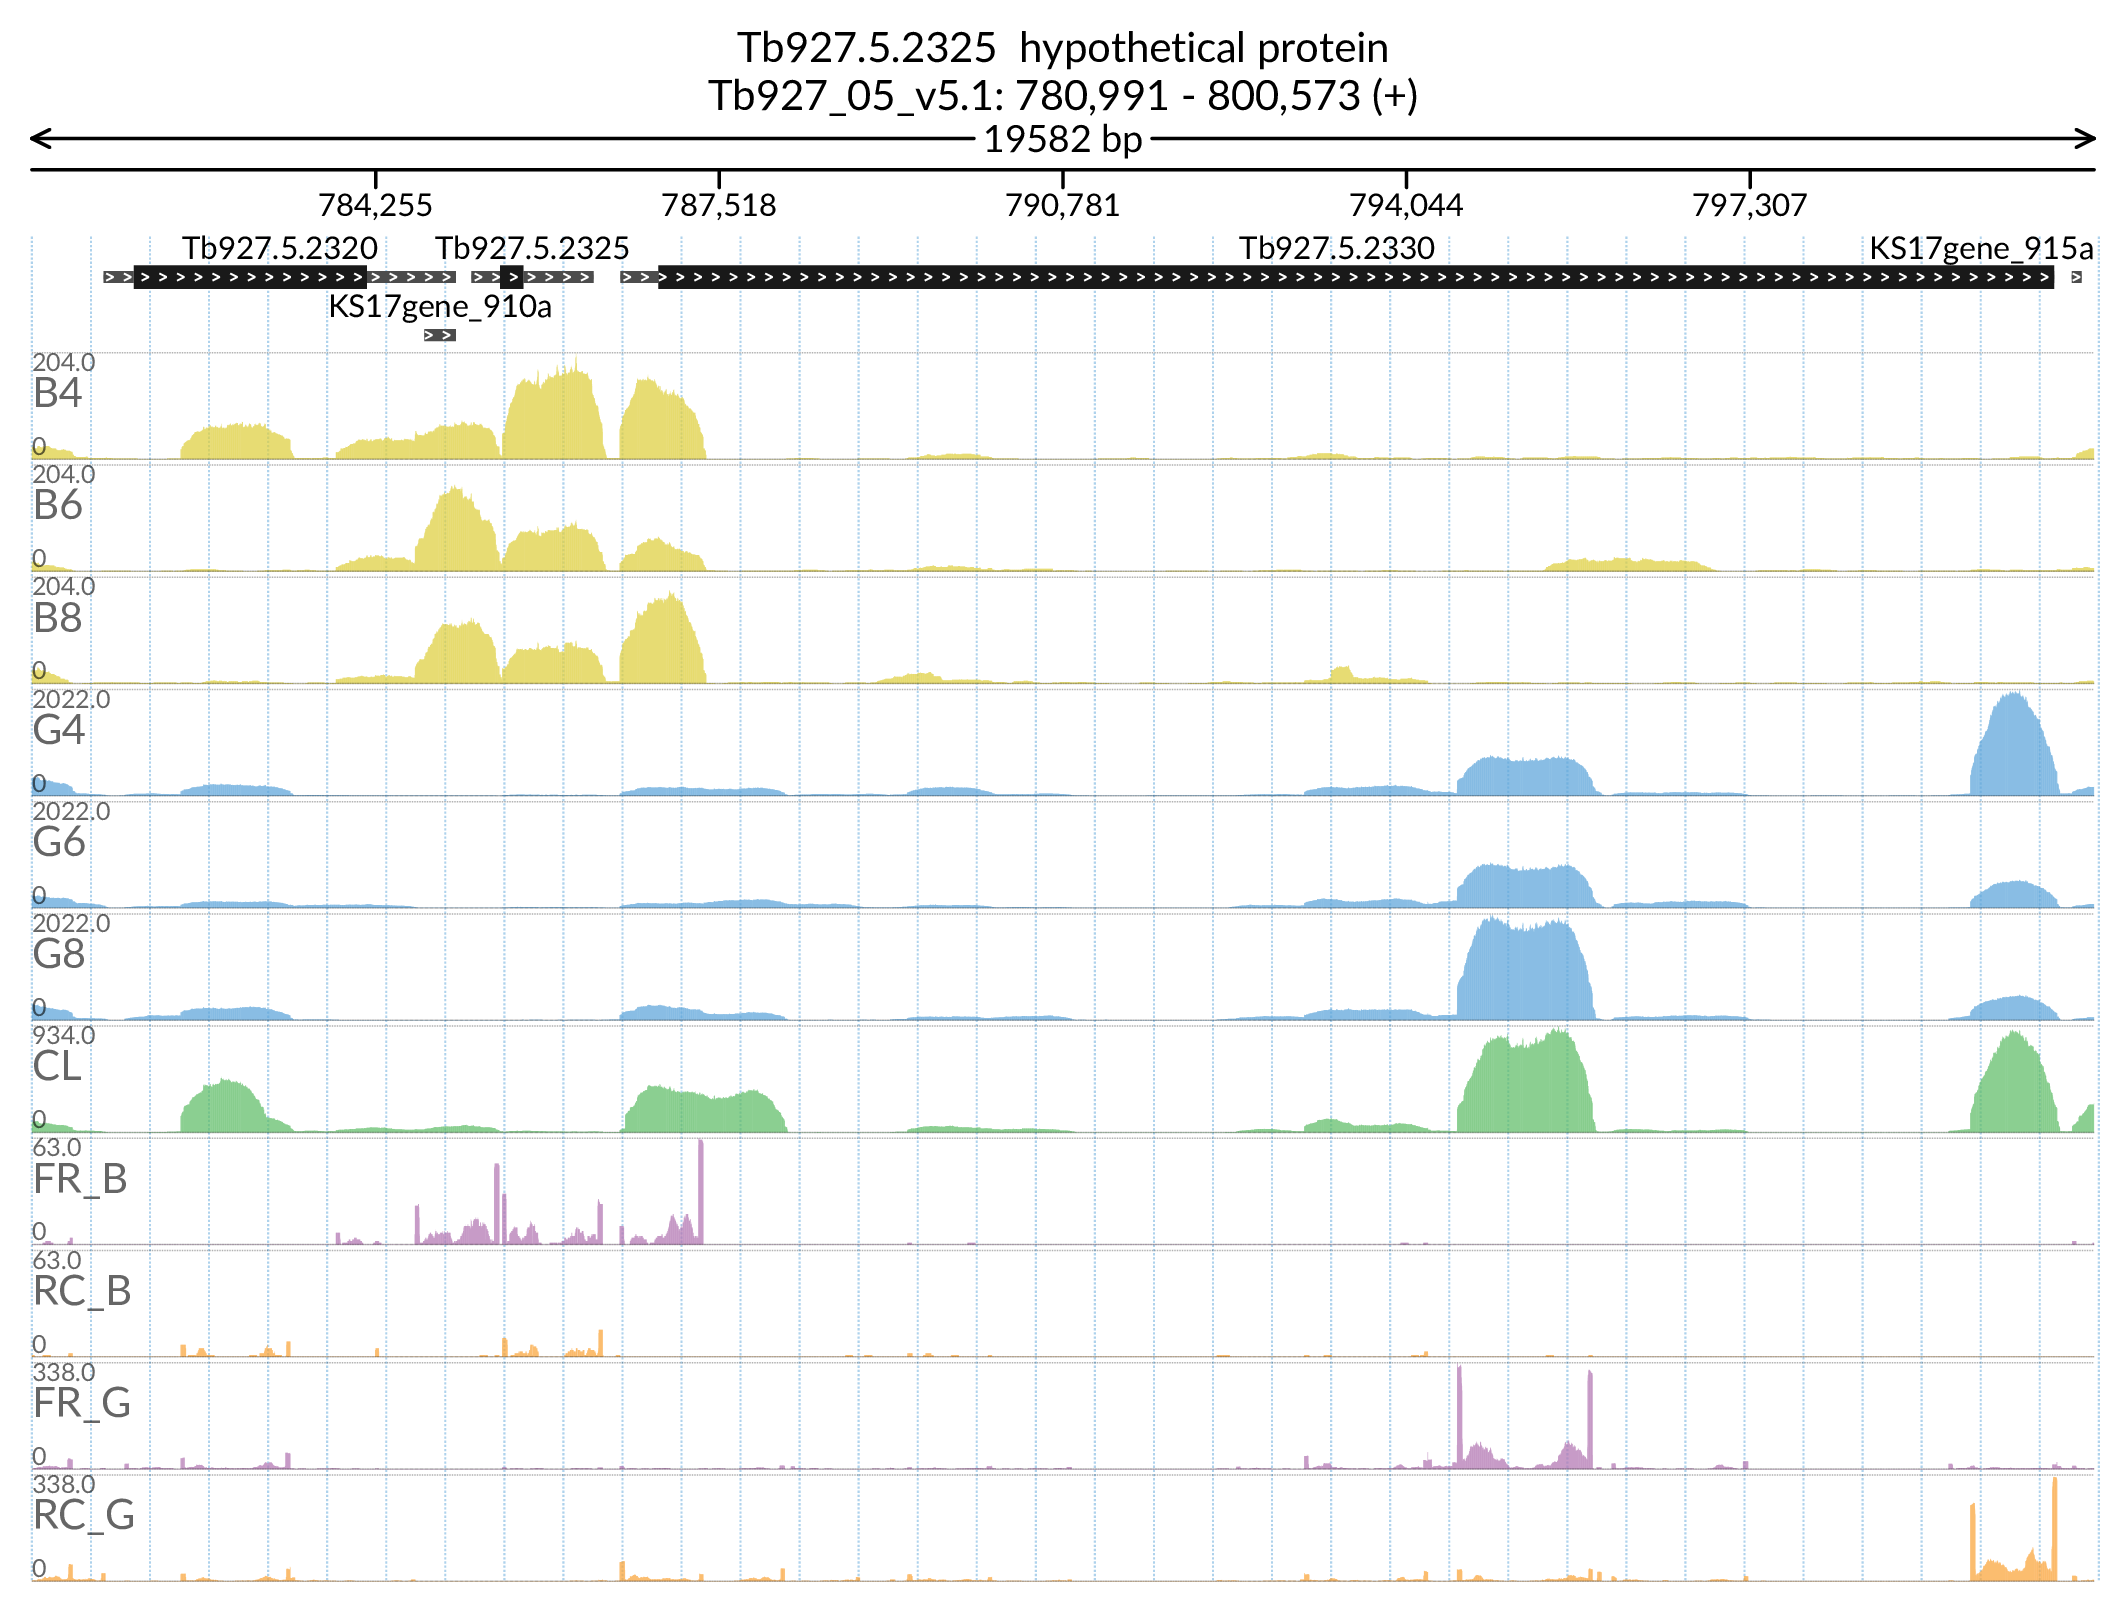 Tb927.5.2325 hypothetical protein
Tb927_05_v5.1: 780,991 - 800,573 (+)
19582 bp
784,255 787,518 790,781 794,044 797,307
Tb927.5.2320 Tb927.5.2325 Tb927.5.2330 KS17gene_915a
KS17gene_910a
204.0
B4
0
204.0
B6
0
204.0
B8
0
2022.0
G4
0
2022.0
G6
0
2022.0
G8
0
934.0
CL
0
63.0
FR_B
0
63.0
RC_B
0
338.0
FR_G
0
338.0
RC_G
0